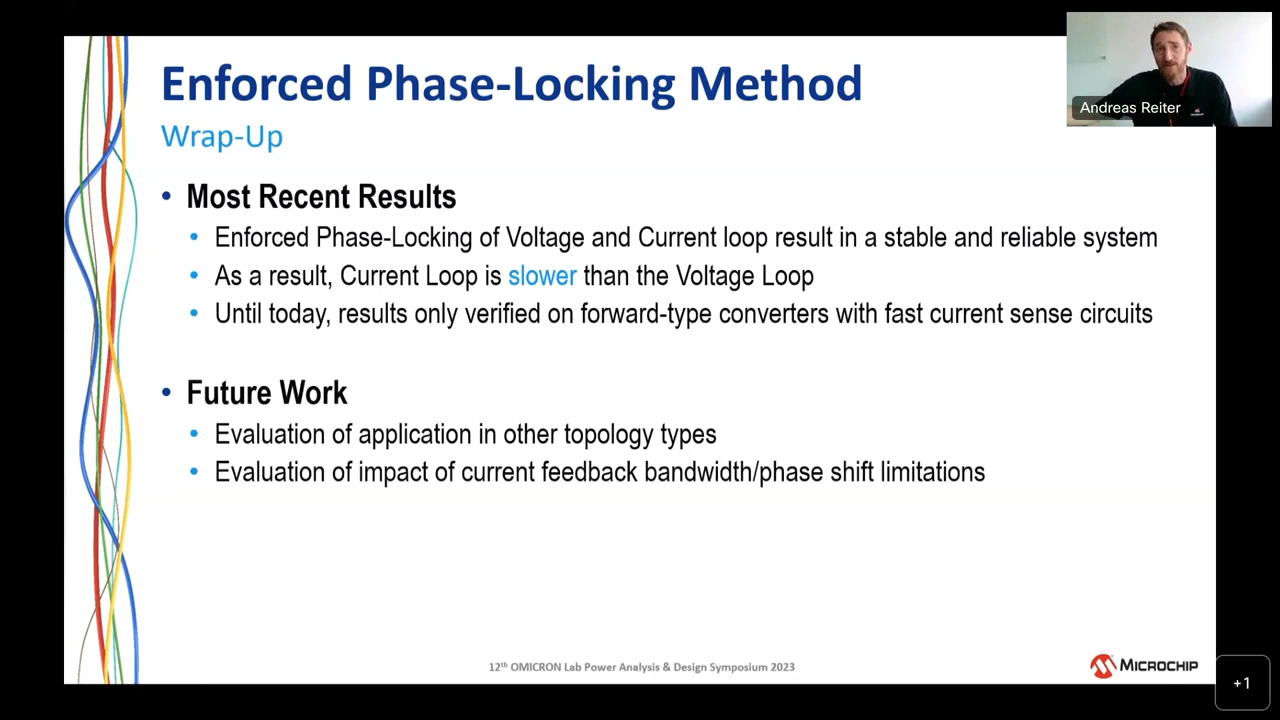 Enforced Phase-Locking Method
Wrap-Up
Andreas Reiter
• Most Recent Results
• Enforced Phase-Locking of Voltage and Current loop result in a stable and reliable system
• As a result, Current Loop is slower than the Voltage Loop
• Until today, results only verified on forward-type converters with fast current sense circuits
• Future Work
• Evaluation of application in other topology types
• Evaluation of impact of current feedback bandwidth/phase shift limitations
12th OMICRON Lab Power Analysis & Design Symposium 2023
MICROCHIP
+1